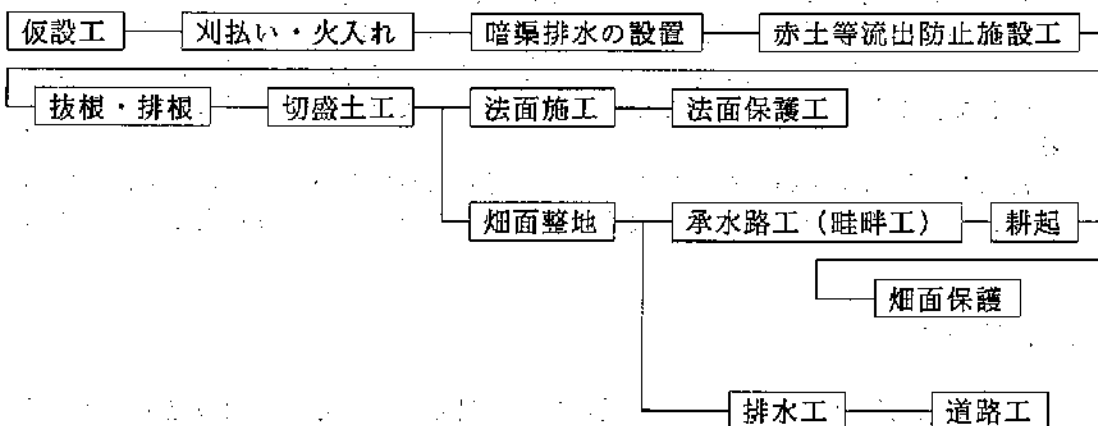 仮設工 刈払い・火入れ 暗渠排水の設置 赤土等流出防止施設工
抜根・排根 切盛土工 法面施工 法面保護工
畑面整地 承水路工（畦畔工） 耕起
畑面保護
排水工 道路工